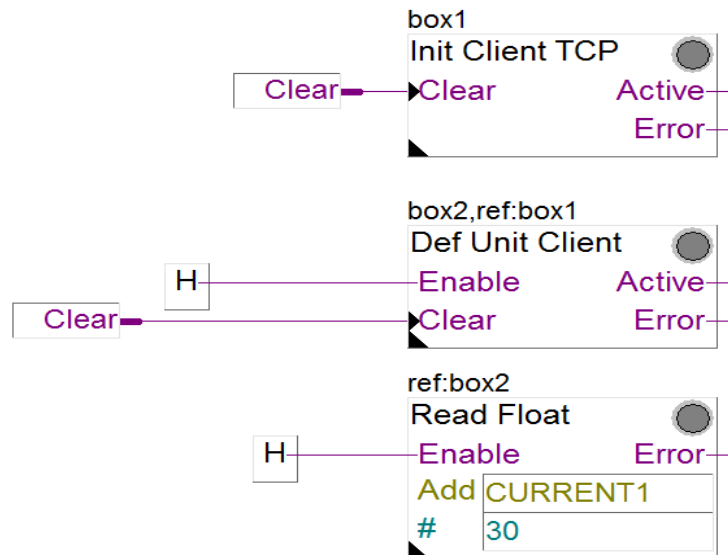 box1
Init Client TCP
Clear Clear Active
Error
box2,ref:box1
Def Unit Client
H Enable Active
Clear Clear Error
ref:box2
Read Float
H Enable Error
Add CURRENT1
# 30